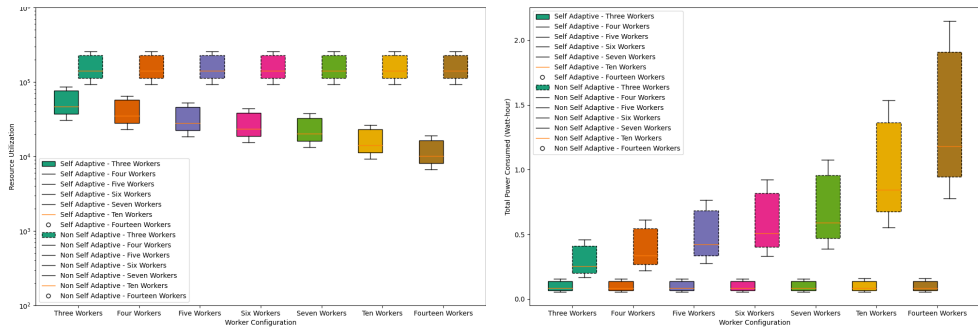 10⁶
10⁵
10⁴
10³
10²
Resource Utilization
Self Adaptive - Three Workers
Self Adaptive - Four Workers
Self Adaptive - Five Workers
Self Adaptive - Six Workers
Self Adaptive - Seven Workers
Self Adaptive - Ten Workers
Self Adaptive - Fourteen Workers
Non Self Adaptive - Three Workers
Non Self Adaptive - Four Workers
Non Self Adaptive - Five Workers
Non Self Adaptive - Six Workers
Non Self Adaptive - Seven Workers
Non Self Adaptive - Ten Workers
Non Self Adaptive - Fourteen Workers
Three Workers Four Workers Five Workers Six Workers Seven Workers Ten Workers Fourteen Workers
Worker Configuration
2.0
1.5
1.0
0.5
0.0
Total Power Consumed (Watt-hour)
Self Adaptive - Three Workers
Self Adaptive - Four Workers
Self Adaptive - Five Workers
Self Adaptive - Six Workers
Self Adaptive - Seven Workers
Self Adaptive - Ten Workers
Self Adaptive - Fourteen Workers
Non Self Adaptive - Three Workers
Non Self Adaptive - Four Workers
Non Self Adaptive - Five Workers
Non Self Adaptive - Six Workers
Non Self Adaptive - Seven Workers
Non Self Adaptive - Ten Workers
Non Self Adaptive - Fourteen Workers
Three Workers Four Workers Five Workers Six Workers Seven Workers Ten Workers Fourteen Workers
Worker Configuration